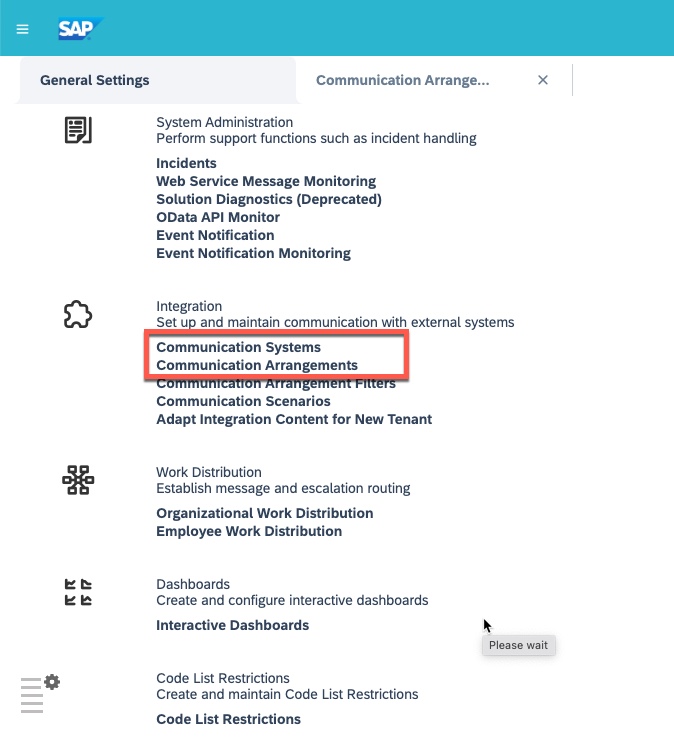 SAP
General Settings
Communication Arrange...
System Administration
Perform support functions such as incident handling
Incidents
Web Service Message Monitoring
Solution Diagnostics (Deprecated)
OData API Monitor
Event Notification
Event Notification Monitoring
Integration
Set up and maintain communication with external systems
Communication Systems
Communication Arrangements
Communication Arrangement Filters
Communication Scenarios
Adapt Integration Content for New Tenant
Work Distribution
Establish message and escalation routing
Organizational Work Distribution
Employee Work Distribution
Dashboards
Create and configure interactive dashboards
Interactive Dashboards
Please wait
Code List Restrictions
Create and maintain Code List Restrictions
Code List Restrictions